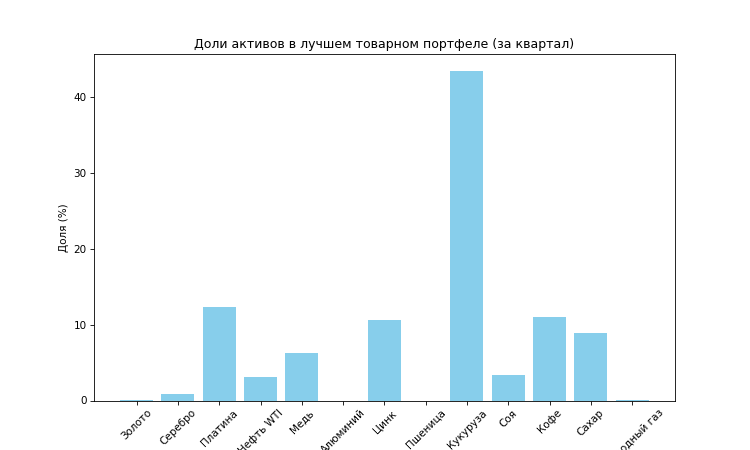 Доли активов в лучшем товарном портфеле (за квартал)
Доля (%)
40
30
20
10
0
Золото
Серебро
Платина
Нефть WTI
Медь
Алюминий
Цинк
Пшеница
Кукуруза
Соя
Кофе
Сахар
газ